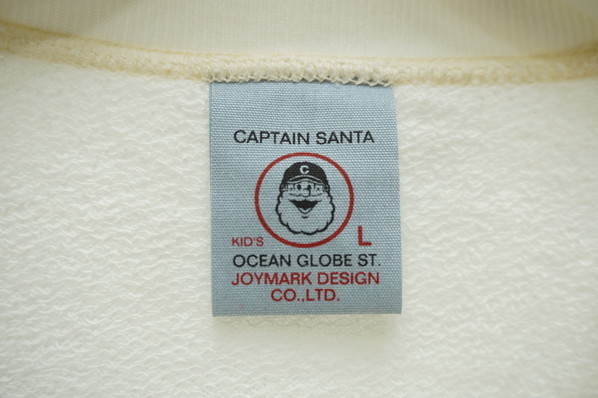 CAPTAIN SANTA
C
KID'S L
OCEAN GLOBE ST.
JOYMARK DESIGN
CO.,LTD.